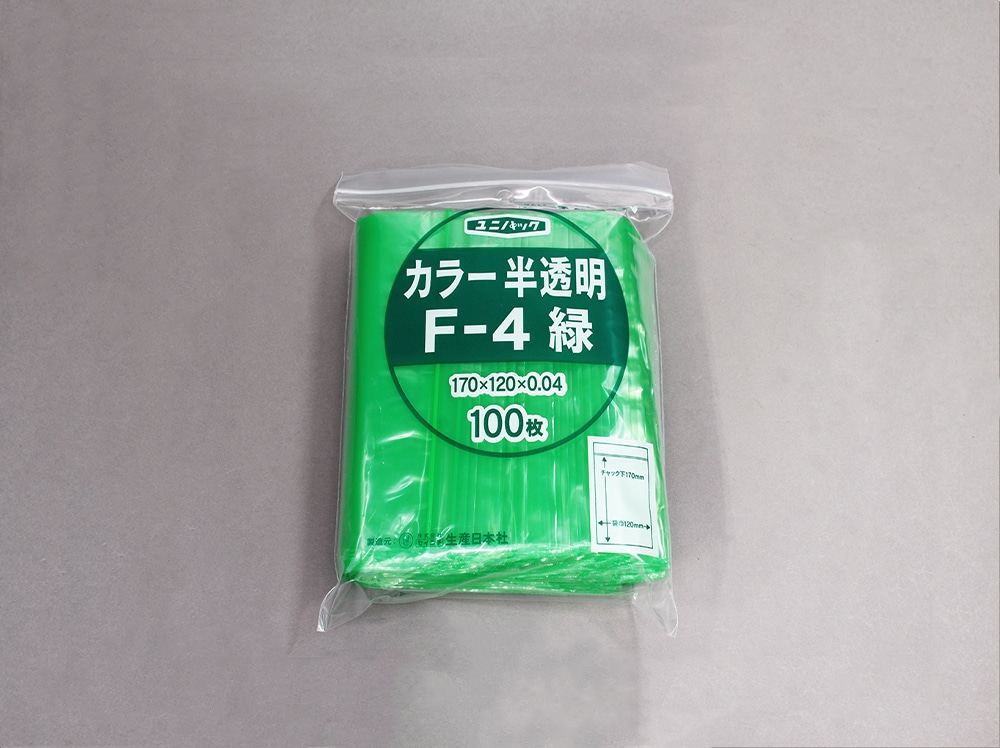 ユニパック
カラー半透明
F-4 緑
170×120×0.04
100枚
チャック下170mm
袋巾120mm
製造元: 生産日本社